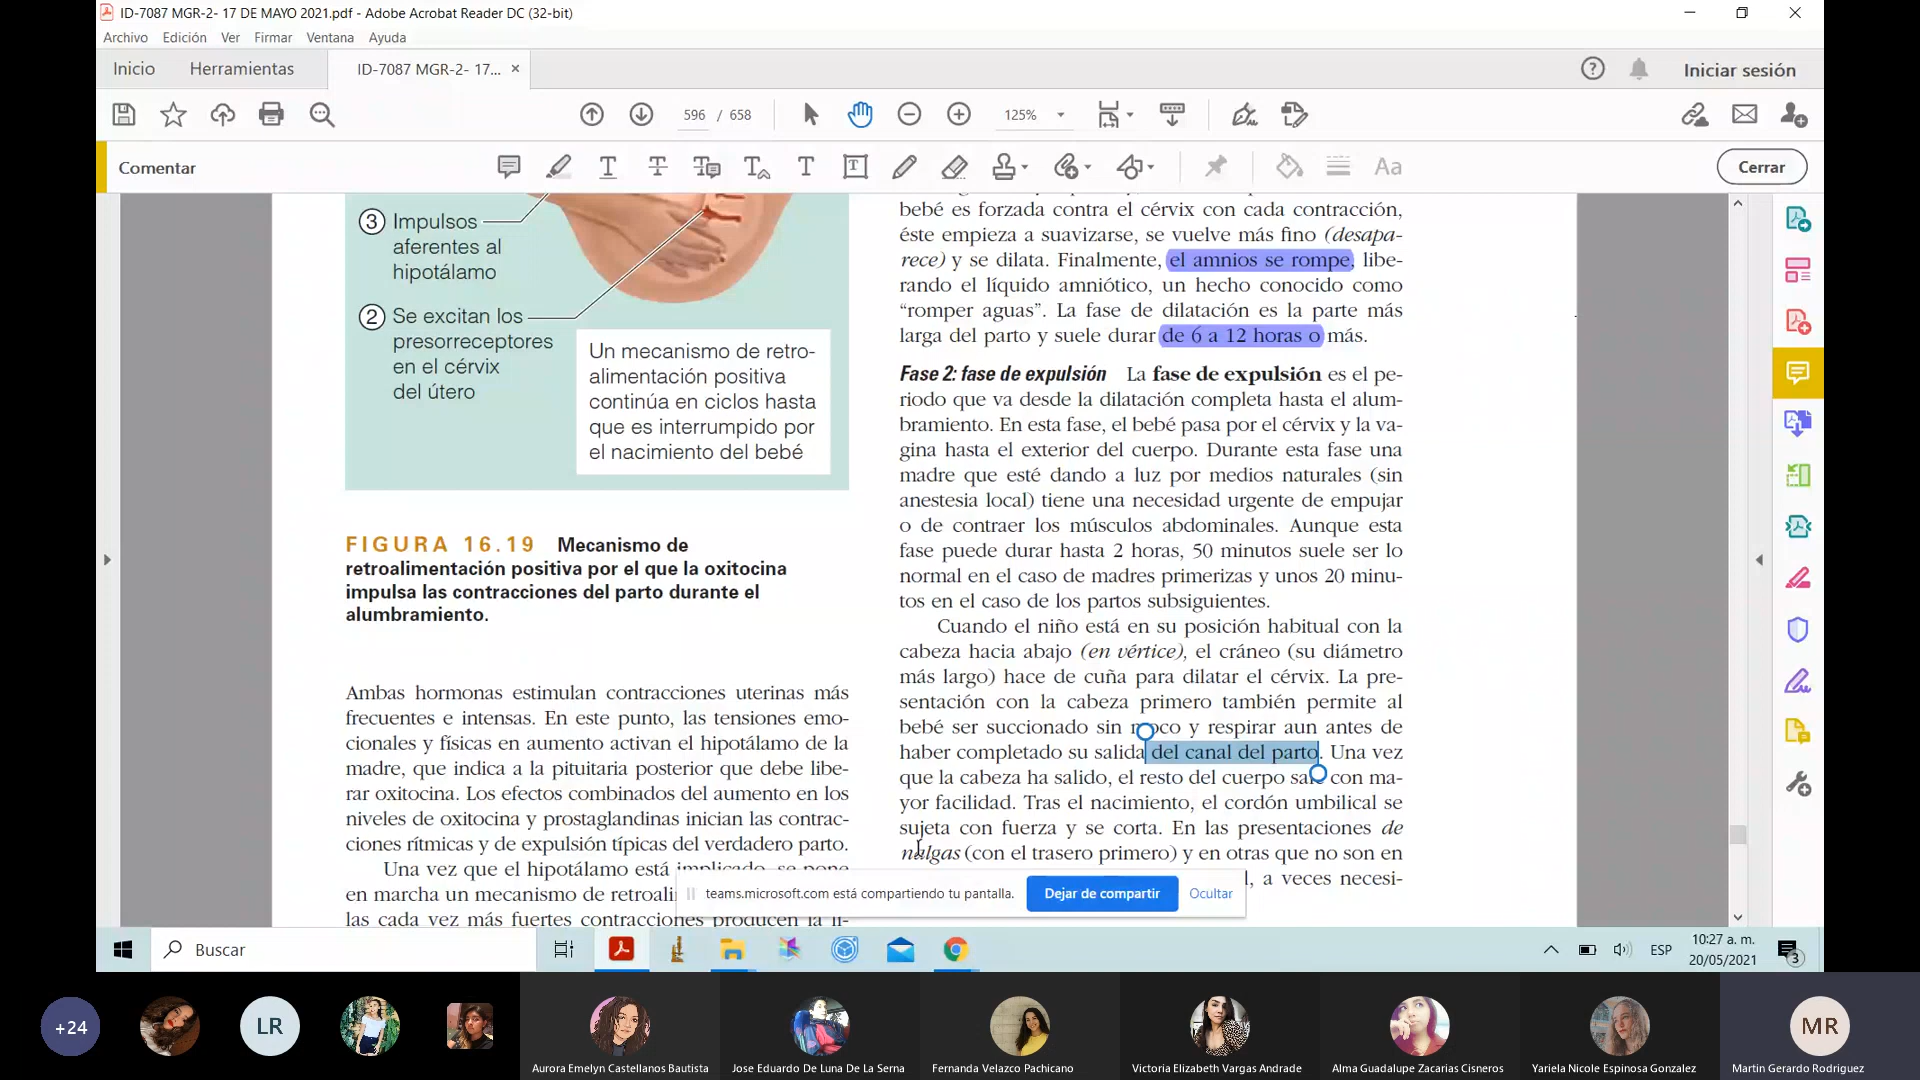 ID-7087 MGR-2- 17 DE MAYO 2021.pdf - Adobe Acrobat Reader DC (32-bit)
Archivo Edición Ver Firmar Ventana Ayuda
Inicio Herramientas ID-7087 MGR-2- 17... × Iniciar sesión
596 / 658 125%
Comentar Cerrar
③ Impulsos
aferentes al
hipotálamo
② Se excitan los
presorreceptores
en el cérvix
del útero
Un mecanismo de retro-
alimentación positiva
continúa en ciclos hasta
que es interrumpido por
el nacimiento del bebé
FIGURA 16.19 Mecanismo de
retroalimentación positiva por el que la oxitocina
impulsa las contracciones del parto durante el
alumbramiento.
Ambas hormonas estimulan contracciones uterinas más
frecuentes e intensas. En este punto, las tensiones emo-
cionales y físicas en aumento activan el hipotálamo de la
madre, que indica a la pituitaria posterior que debe libe-
rar oxitocina. Los efectos combinados del aumento en los
niveles de oxitocina y prostaglandinas inician las contrac-
ciones rítmicas y de expulsión típicas del verdadero parto.
Una vez que el hipotálamo está implicado, se pone
en marcha un mecanismo de retroali
las cada vez más fuertes contracciones producen la li-
bebé es forzada contra el cérvix con cada contracción,
éste empieza a suavizarse, se vuelve más fino (desapa-
rece) y se dilata. Finalmente, el amnios se rompe, libe-
rando el líquido amniótico, un hecho conocido como
“romper aguas”. La fase de dilatación es la parte más
larga del parto y suele durar de 6 a 12 horas o más.
Fase 2: fase de expulsión La fase de expulsión es el pe-
riodo que va desde la dilatación completa hasta el alum-
bramiento. En esta fase, el bebé pasa por el cérvix y la va-
gina hasta el exterior del cuerpo. Durante esta fase una
madre que esté dando a luz por medios naturales (sin
anestesia local) tiene una necesidad urgente de empujar
o de contraer los músculos abdominales. Aunque esta
fase puede durar hasta 2 horas, 50 minutos suele ser lo
normal en el caso de madres primerizas y unos 20 minu-
tos en el caso de los partos subsiguientes.
Cuando el niño está en su posición habitual con la
cabeza hacia abajo (en vértice), el cráneo (su diámetro
más largo) hace de cuña para dilatar el cérvix. La pre-
sentación con la cabeza primero también permite al
bebé ser succionado sin moco y respirar aun antes de
haber completado su salida del canal del parto. Una vez
que la cabeza ha salido, el resto del cuerpo sale con ma-
yor facilidad. Tras el nacimiento, el cordón umbilical se
sujeta con fuerza y se corta. En las presentaciones de
nalgas (con el trasero primero) y en otras que no son en
l, a veces necesi-
teams.microsoft.com está compartiendo tu pantalla. Dejar de compartir Ocultar
Buscar ESP 10:27 a. m.
20/05/2021 3
+24 LR MR
Aurora Emelyn Castellanos Bautista Jose Eduardo De Luna De La Serna Fernanda Velazco Pachicano Victoria Elizabeth Vargas Andrade Alma Guadalupe Zacarias Cisneros Yariela Nicole Espinosa Gonzalez Martin Gerardo Rodriguez